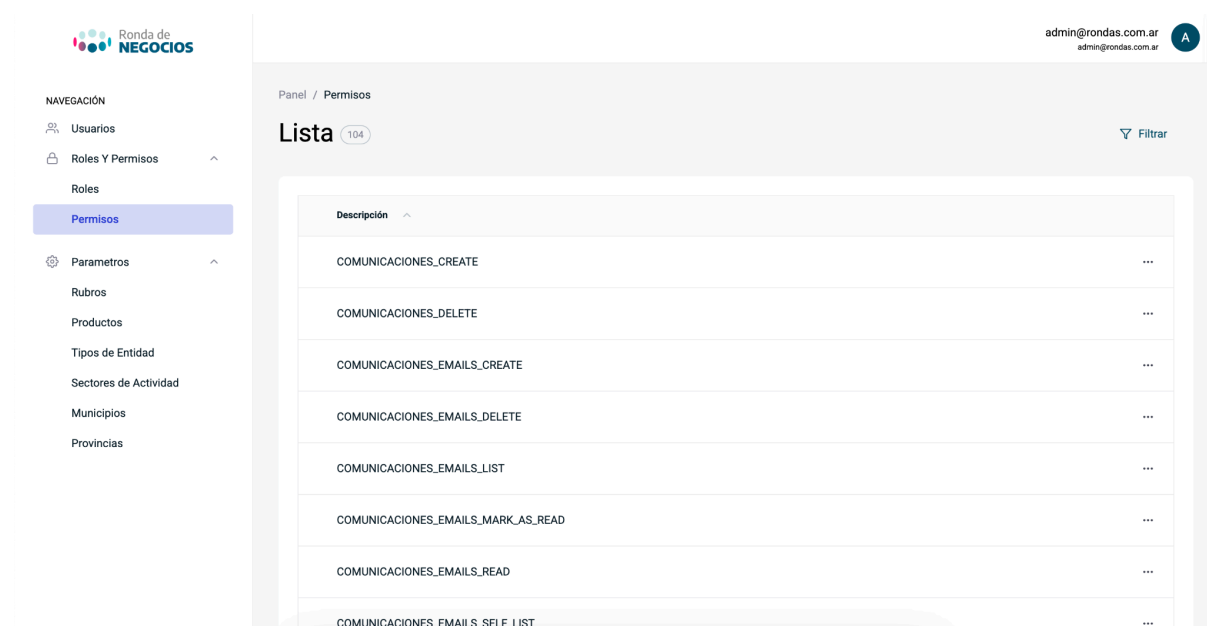 Ronda de
NEGOCIOS
admin@rondas.com.ar
admin@rondas.com.ar
A
NAVEGACIÓN
Usuarios
Roles Y Permisos
Roles
Permisos
Parametros
Rubros
Productos
Tipos de Entidad
Sectores de Actividad
Municipios
Provincias
Panel / Permisos
Lista 104
Filtrar
Descripción
COMUNICACIONES_CREATE
COMUNICACIONES_DELETE
COMUNICACIONES_EMAILS_CREATE
COMUNICACIONES_EMAILS_DELETE
COMUNICACIONES_EMAILS_LIST
COMUNICACIONES_EMAILS_MARK_AS_READ
COMUNICACIONES_EMAILS_READ
COMUNICACIONES_EMAILS_SELF_LIST